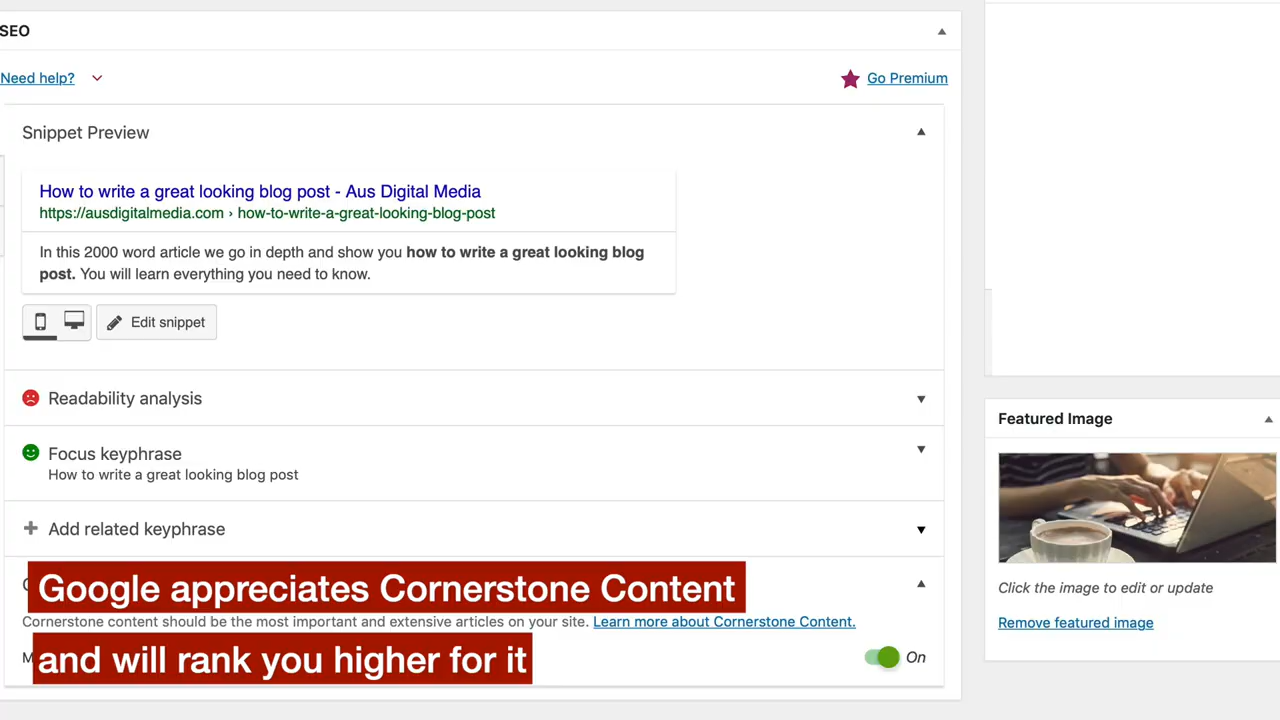 SEO
Need help?
Go Premium
Snippet Preview
How to write a great looking blog post - Aus Digital Media
https://ausdigitalmedia.com › how-to-write-a-great-looking-blog-post
In this 2000 word article we go in depth and show you how to write a great looking blog
post. You will learn everything you need to know.
Edit snippet
Readability analysis
Focus keyphrase
How to write a great looking blog post
Add related keyphrase
Google appreciates Cornerstone Content
Cornerstone content should be the most important and extensive articles on your site. Learn more about Cornerstone Content.
and will rank you higher for it
On
Featured Image
Click the image to edit or update
Remove featured image